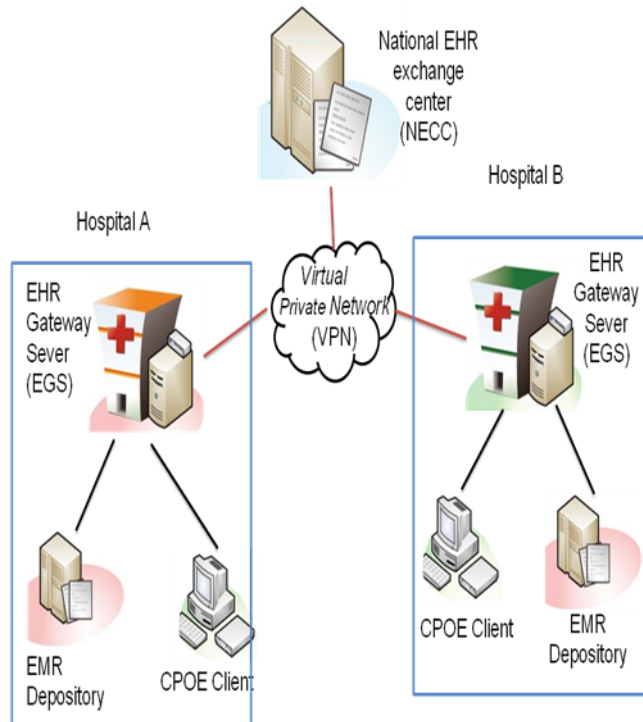 National EHR
exchange
center
(NECC)
Hospital B
Hospital A
Virtual
Private Network
(VPN)
EHR
Gateway
Sever
(EGS)
EHR
Gateway
Sever
(EGS)
EMR
Depository
CPOE Client
CPOE Client
EMR
Depository